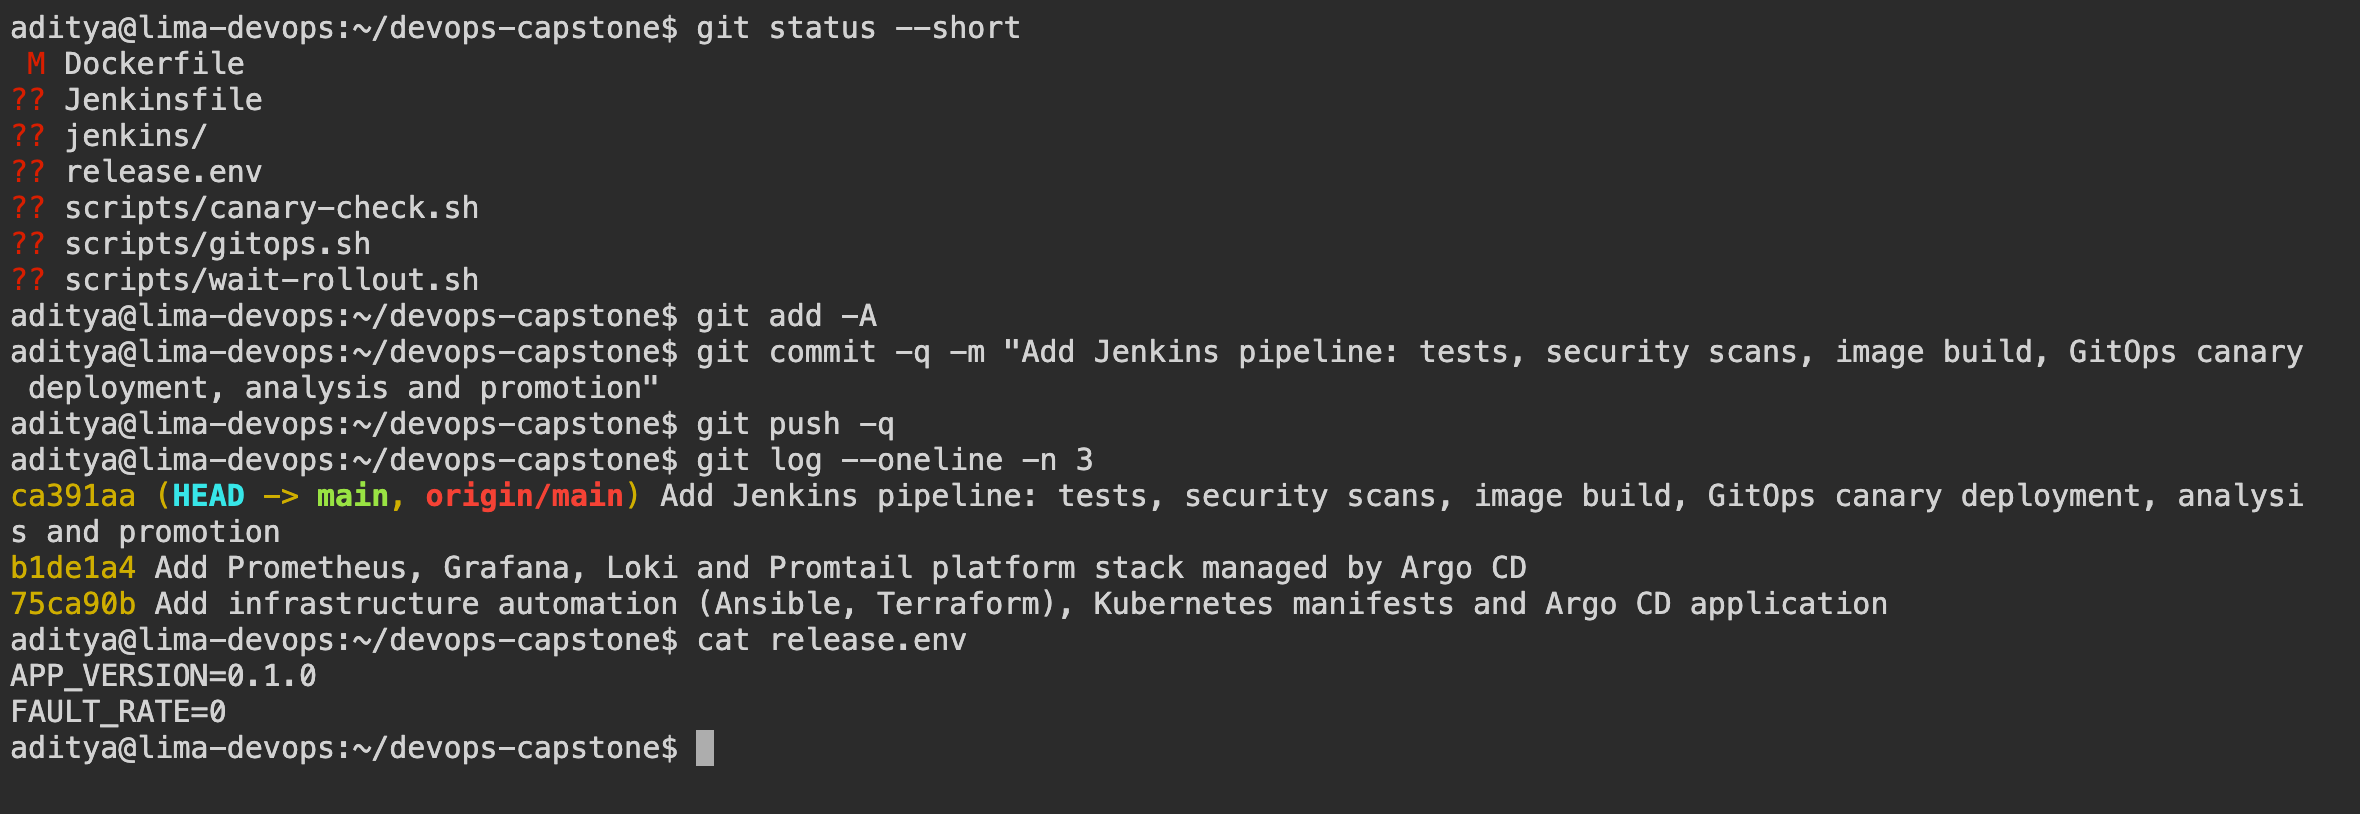 aditya@lima-devops:~/devops-capstone$ git status --short
 M Dockerfile
?? Jenkinsfile
?? jenkins/
?? release.env
?? scripts/canary-check.sh
?? scripts/gitops.sh
?? scripts/wait-rollout.sh
aditya@lima-devops:~/devops-capstone$ git add -A
aditya@lima-devops:~/devops-capstone$ git commit -q -m "Add Jenkins pipeline: tests, security scans, image build, GitOps canary
 deployment, analysis and promotion"
aditya@lima-devops:~/devops-capstone$ git push -q
aditya@lima-devops:~/devops-capstone$ git log --oneline -n 3
ca391aa (HEAD -> main, origin/main) Add Jenkins pipeline: tests, security scans, image build, GitOps canary deployment, analysi
s and promotion
b1de1a4 Add Prometheus, Grafana, Loki and Promtail platform stack managed by Argo CD
75ca90b Add infrastructure automation (Ansible, Terraform), Kubernetes manifests and Argo CD application
aditya@lima-devops:~/devops-capstone$ cat release.env
APP_VERSION=0.1.0
FAULT_RATE=0
aditya@lima-devops:~/devops-capstone$